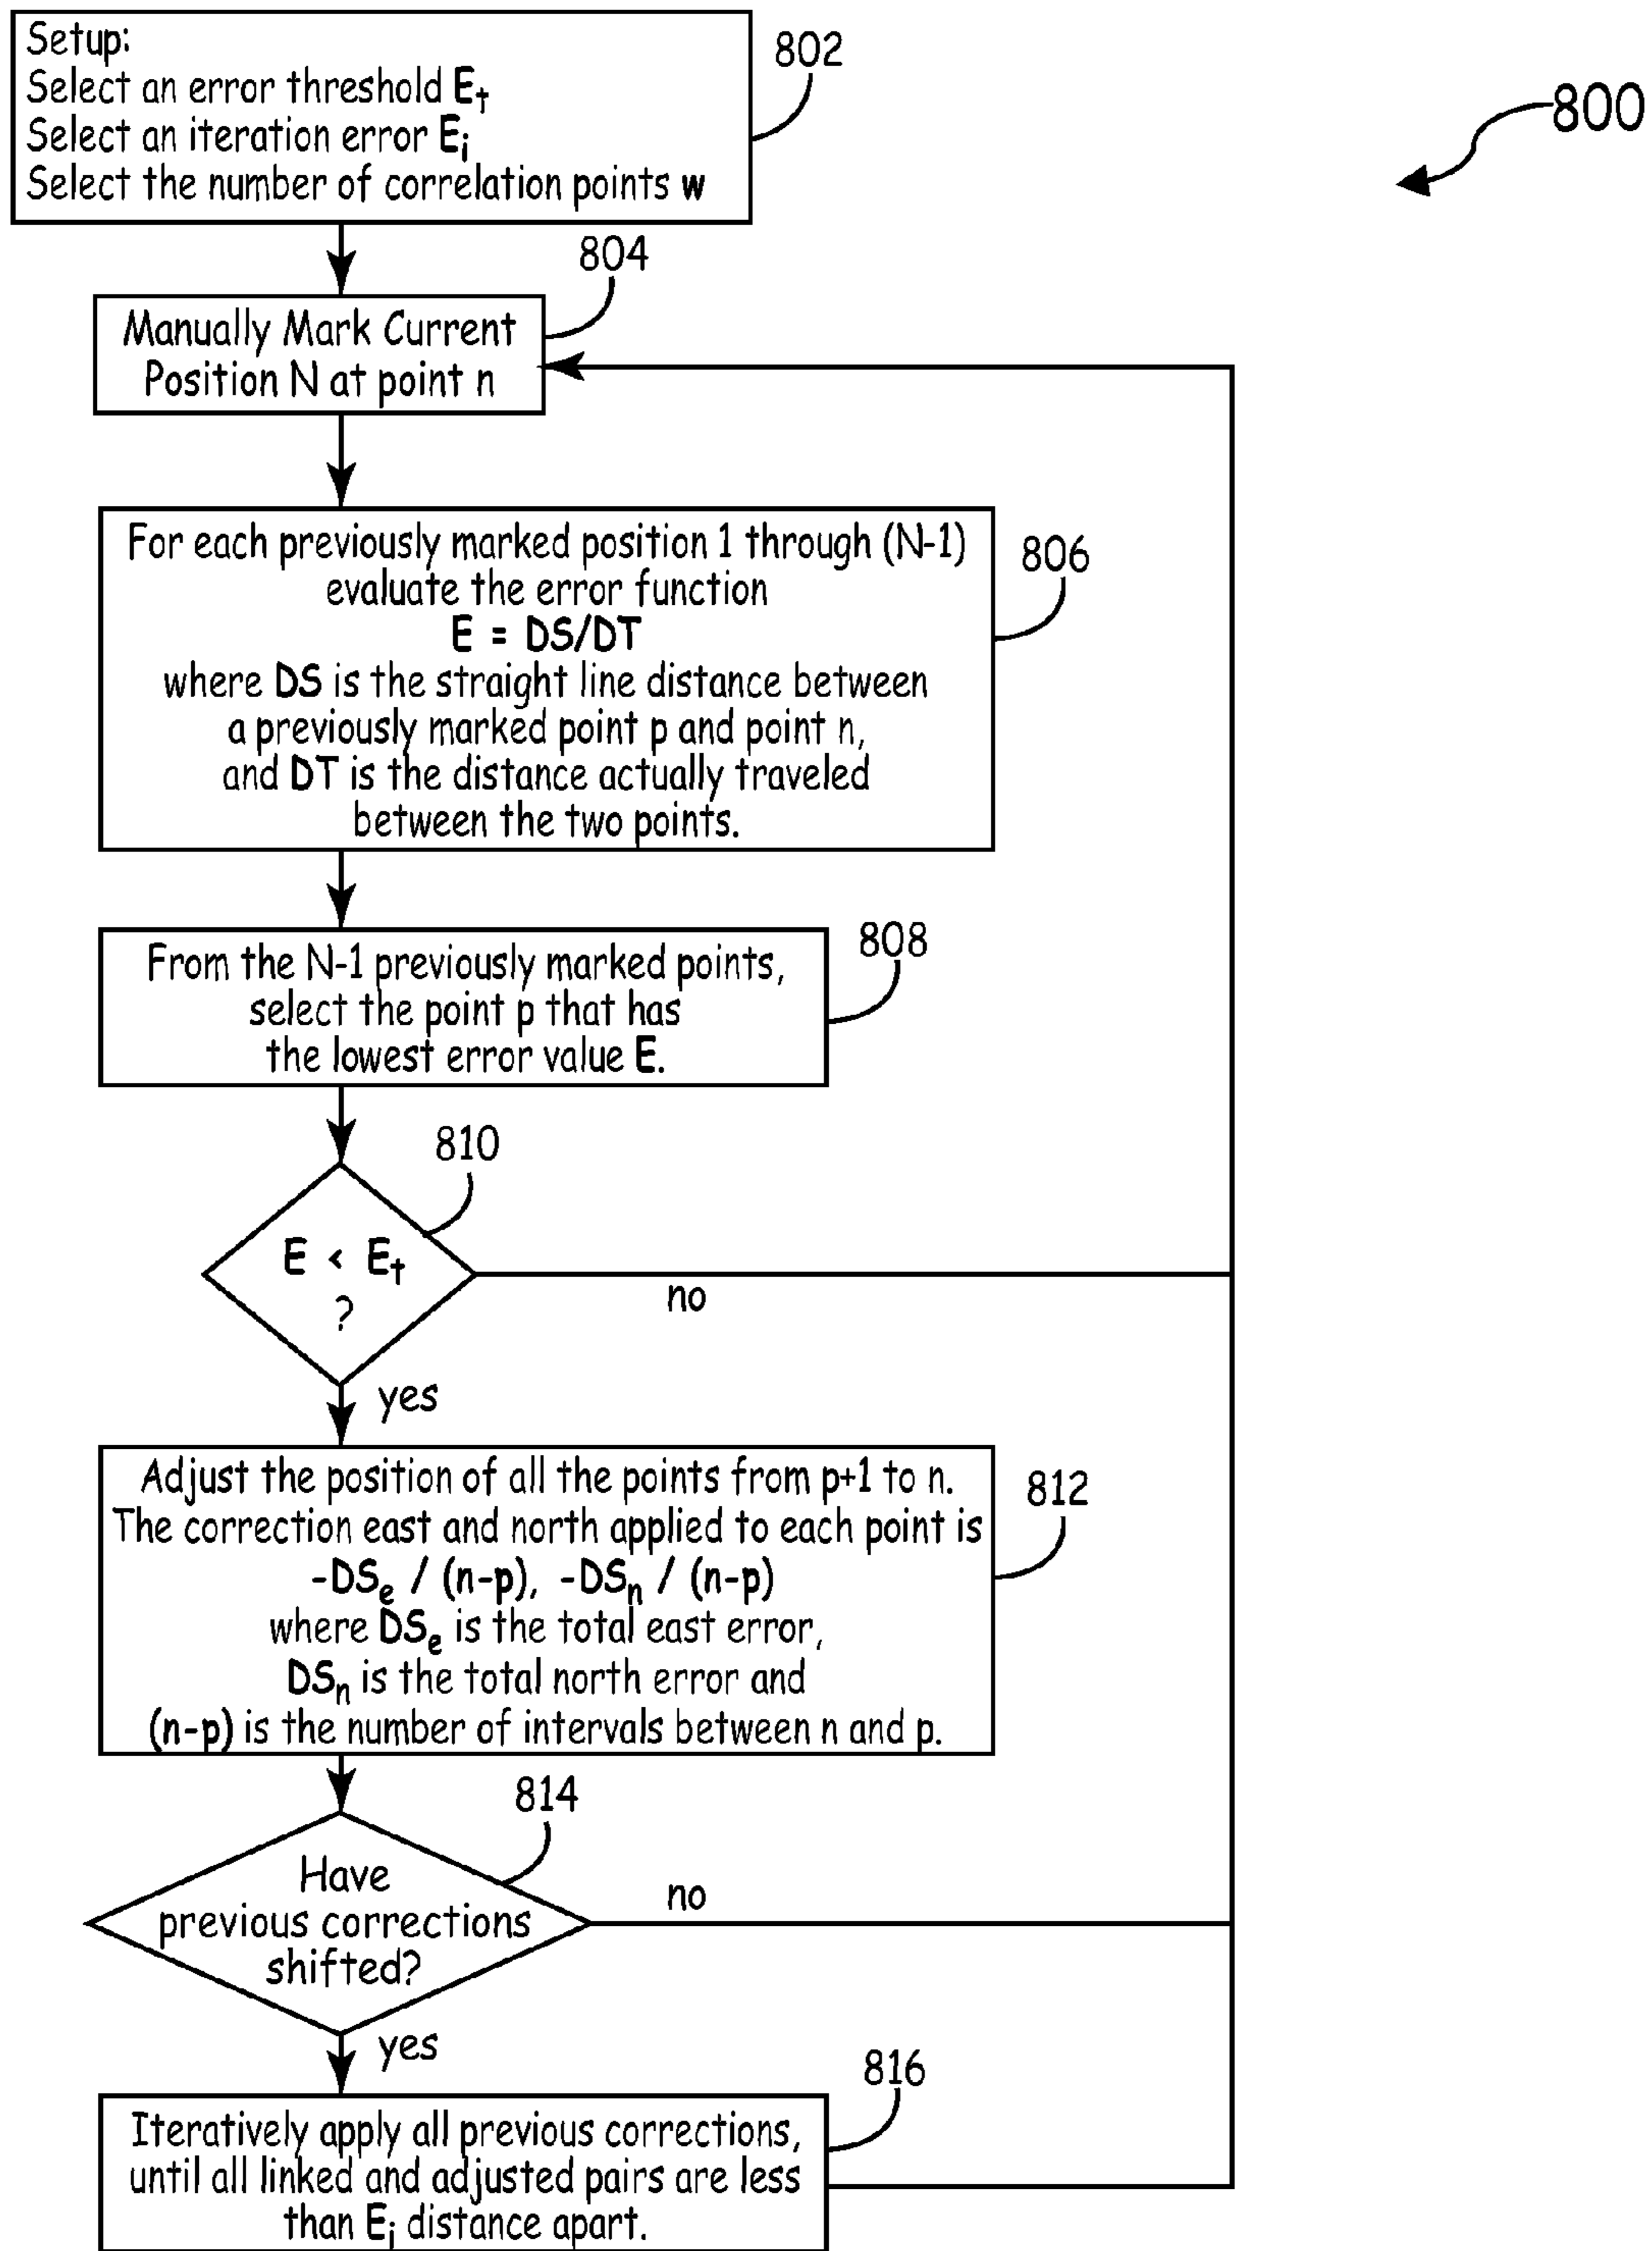 Setup:
Select an error threshold Et
Select an iteration error Ei
Select the number of correlation points w
802
800
804
Manually Mark Current
Position N at point n
For each previously marked position 1 through (N-1)
evaluate the error function
E = DS/DT
where DS is the straight line distance between
a previously marked point p and point n,
and DT is the distance actually traveled
between the two points.
806
From the N-1 previously marked points,
select the point p that has
the lowest error value E.
808
810
E < Et
?
no
yes
Adjust the position of all the points from p+1 to n.
The correction east and north applied to each point is
-DSe / (n-p), -DSn / (n-p)
where DSe is the total east error,
DSn is the total north error and
(n-p) is the number of intervals between n and p.
812
814
Have
previous corrections
shifted?
no
yes
816
Iteratively apply all previous corrections,
until all linked and adjusted pairs are less
than Ei distance apart.